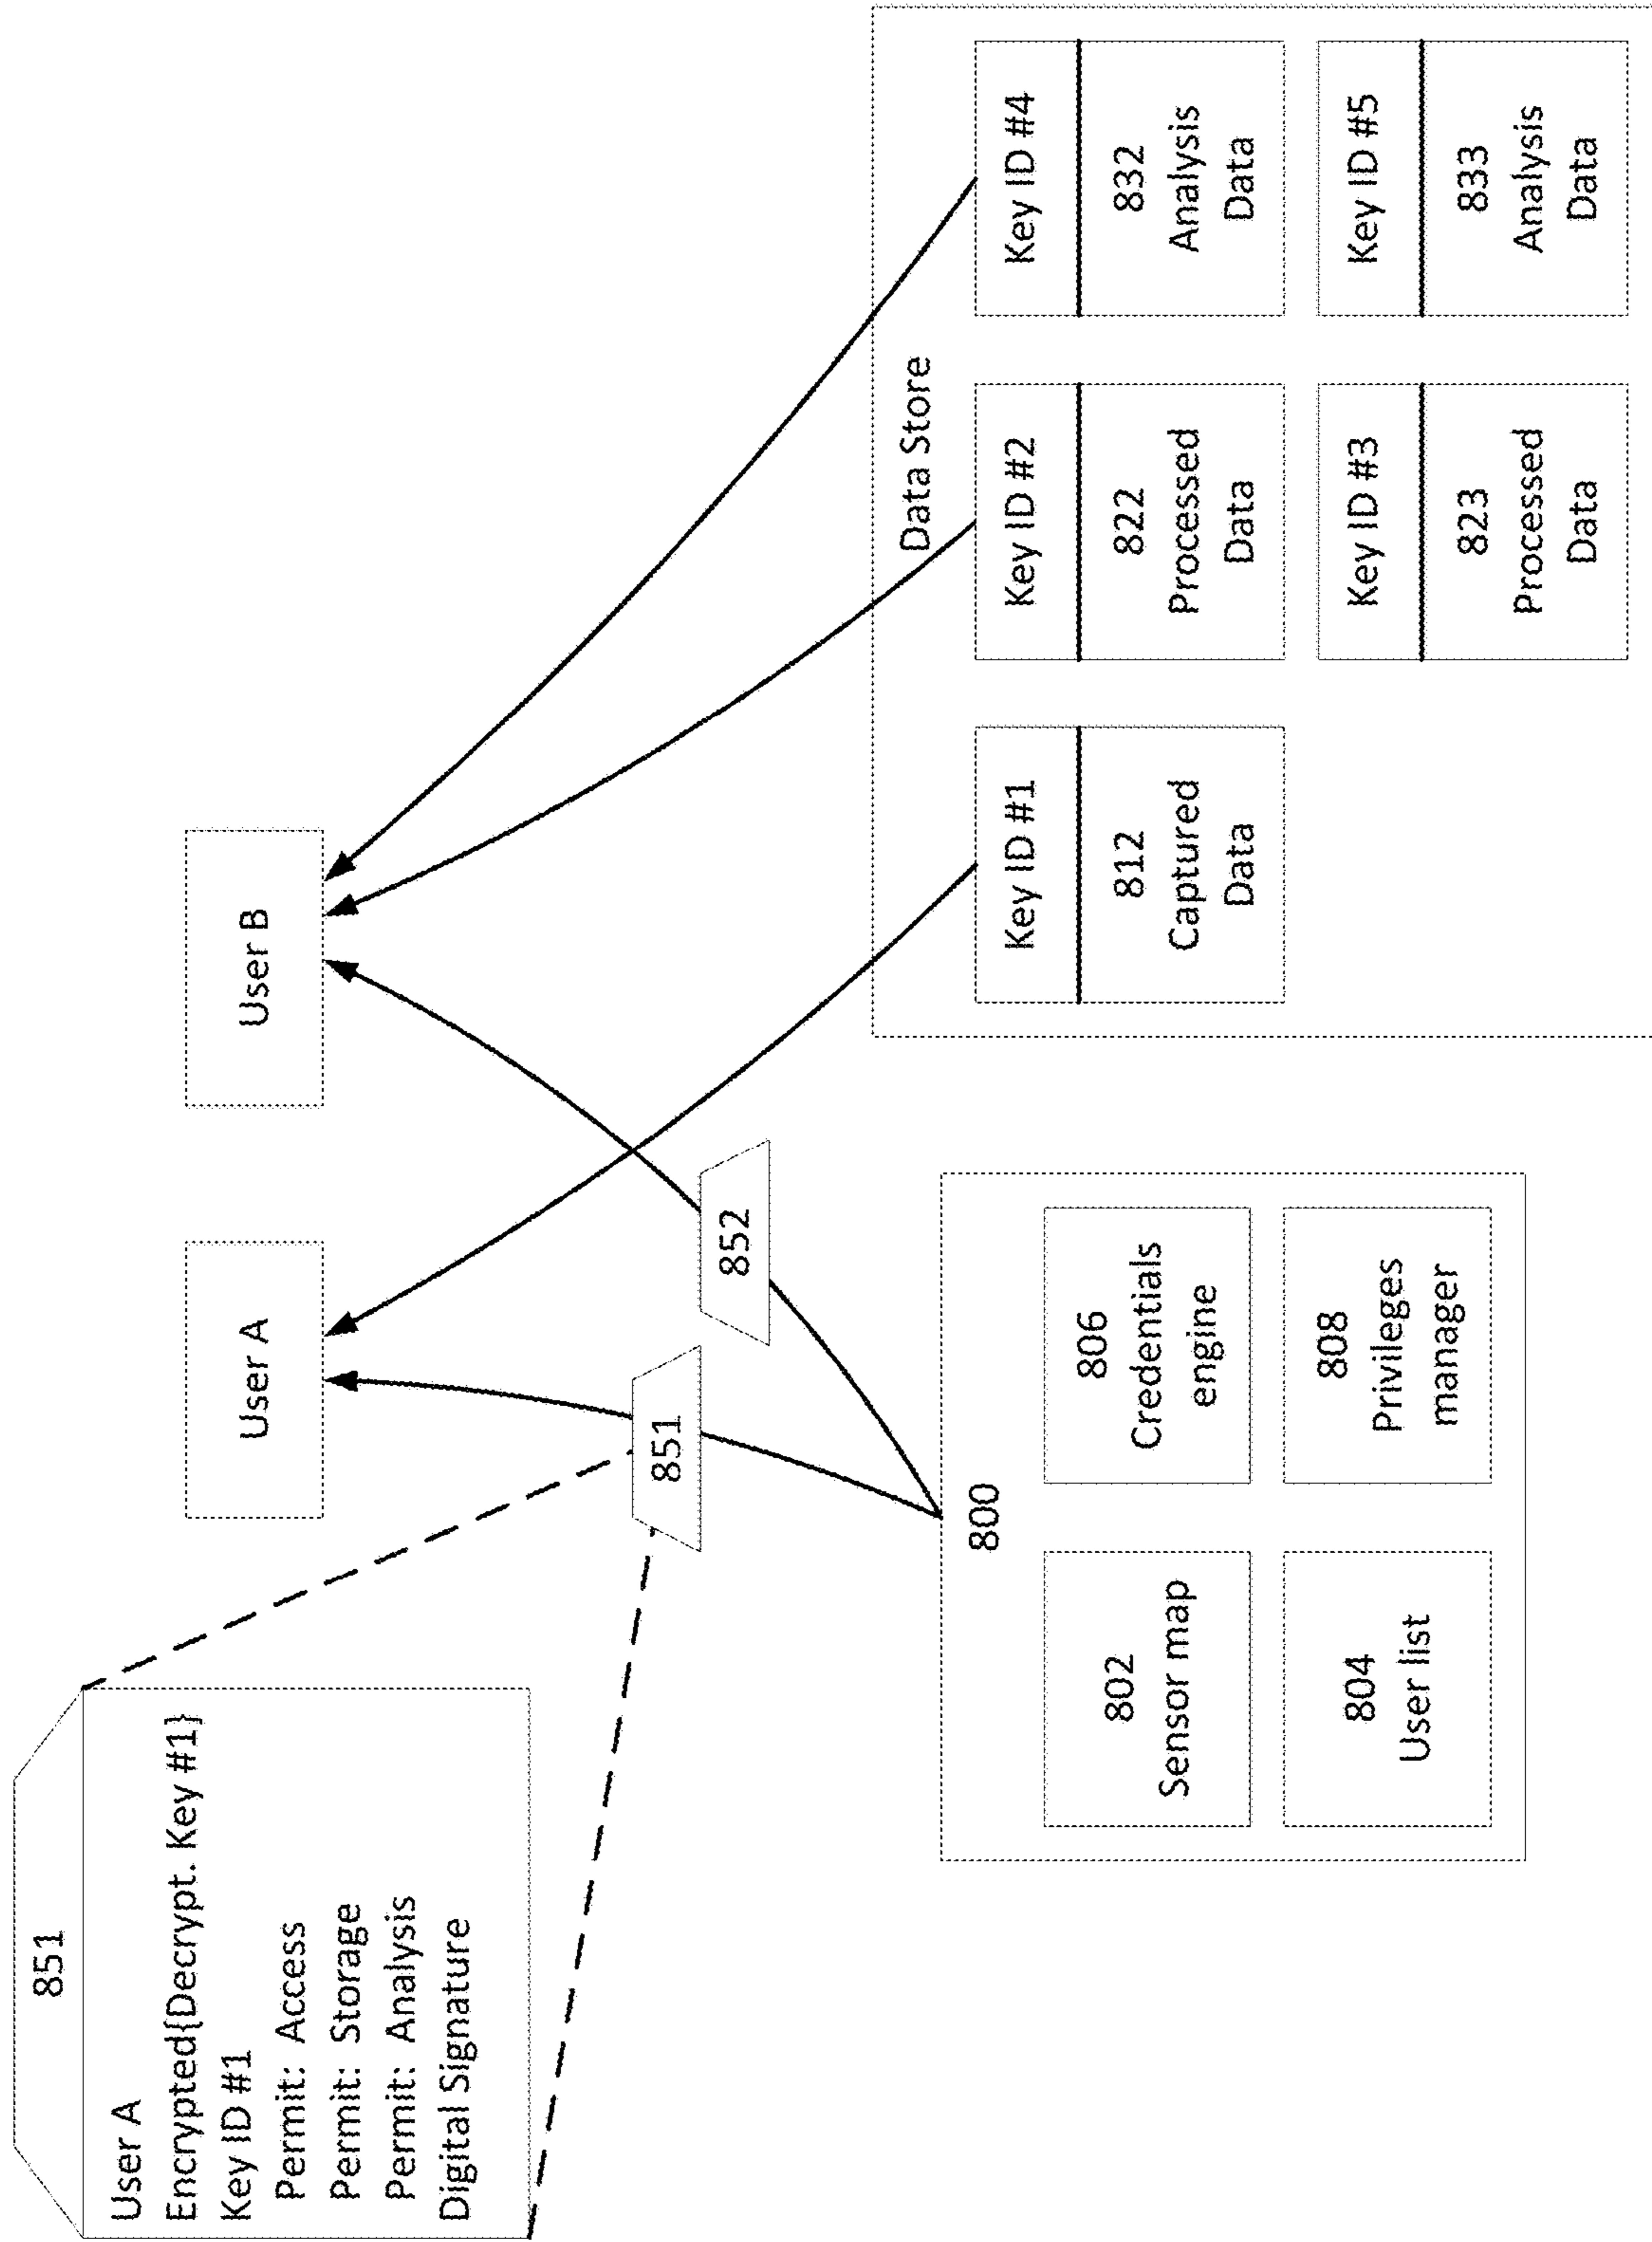 851
User A
Encrypted{Decrypt. Key #1}
Key ID #1
Permit: Access
Permit: Storage
Permit: Analysis
Digital Signature
User A
User B
851
852
800
802
Sensor map
806
Credentials
engine
804
User list
808
Privileges
manager
Data Store
Key ID #1
812
Captured
Data
Key ID #2
822
Processed
Data
Key ID #4
832
Analysis
Data
Key ID #3
823
Processed
Data
Key ID #5
833
Analysis
Data